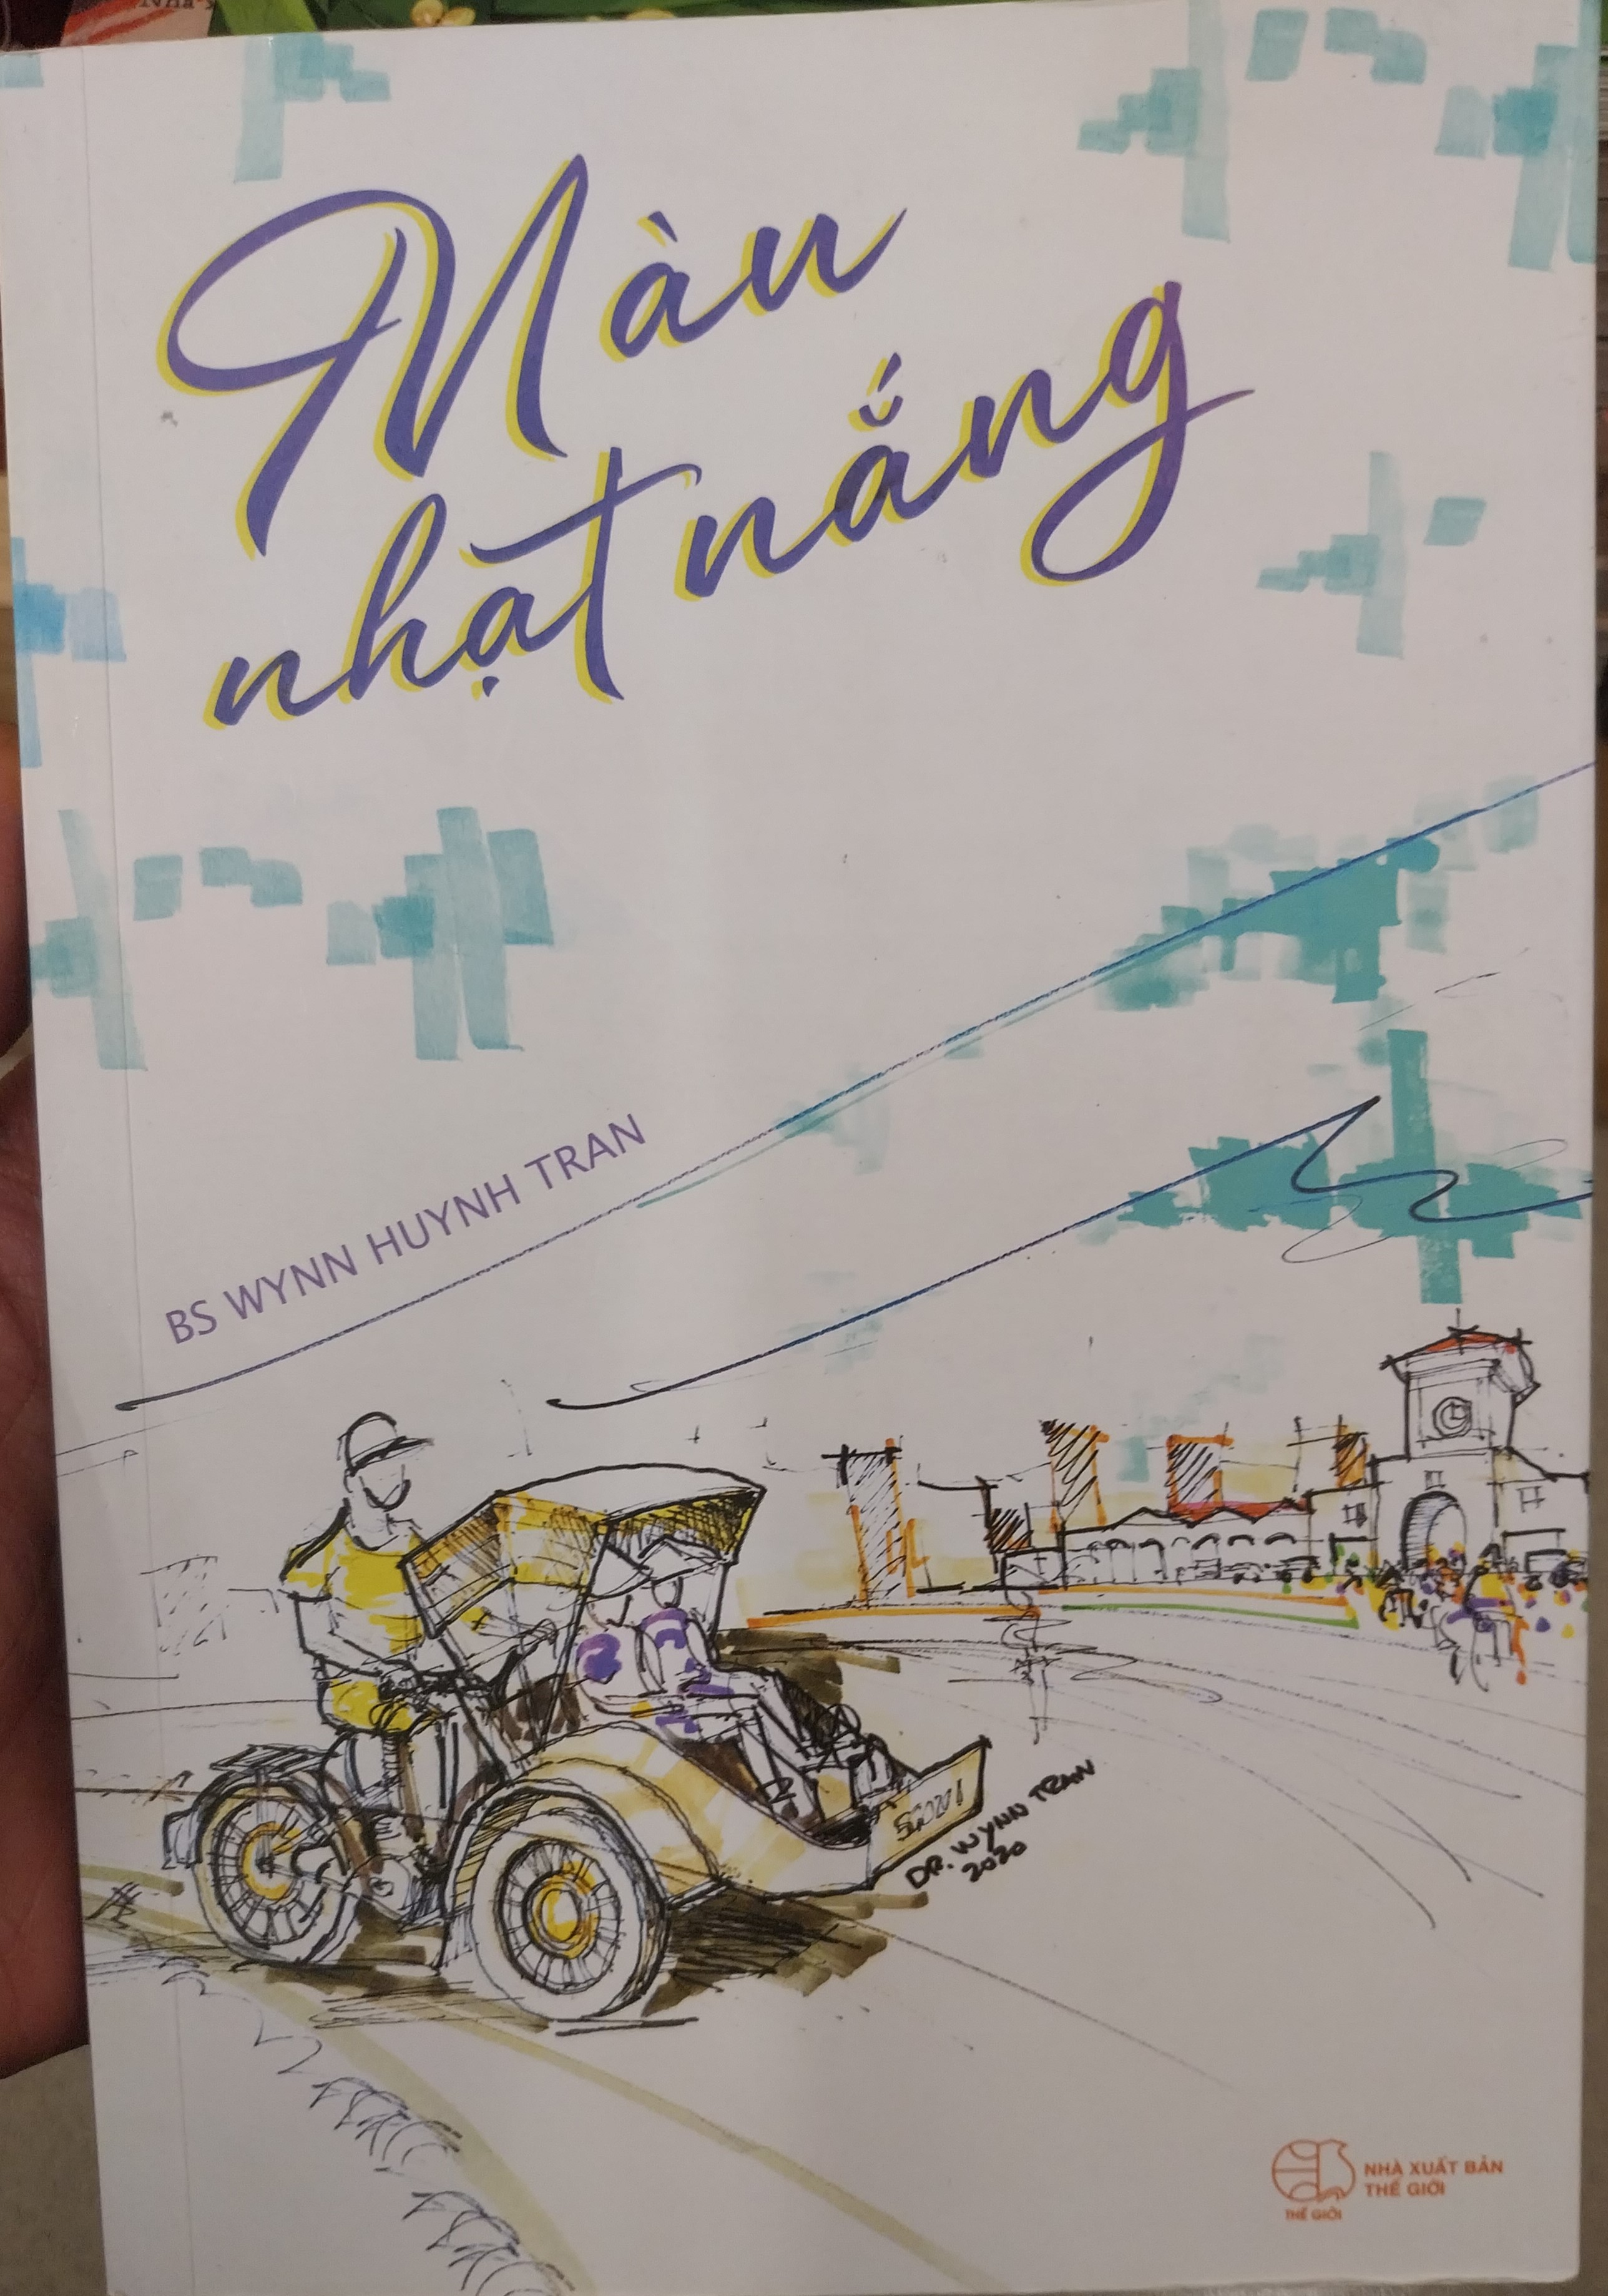 Màu
nhạt nắng
BS WYNN HUYNH TRAN
DR. WYNN TRAN
2020
NHÀ XUẤT BẢN
THẾ GIỚI
THẾ GIỚI